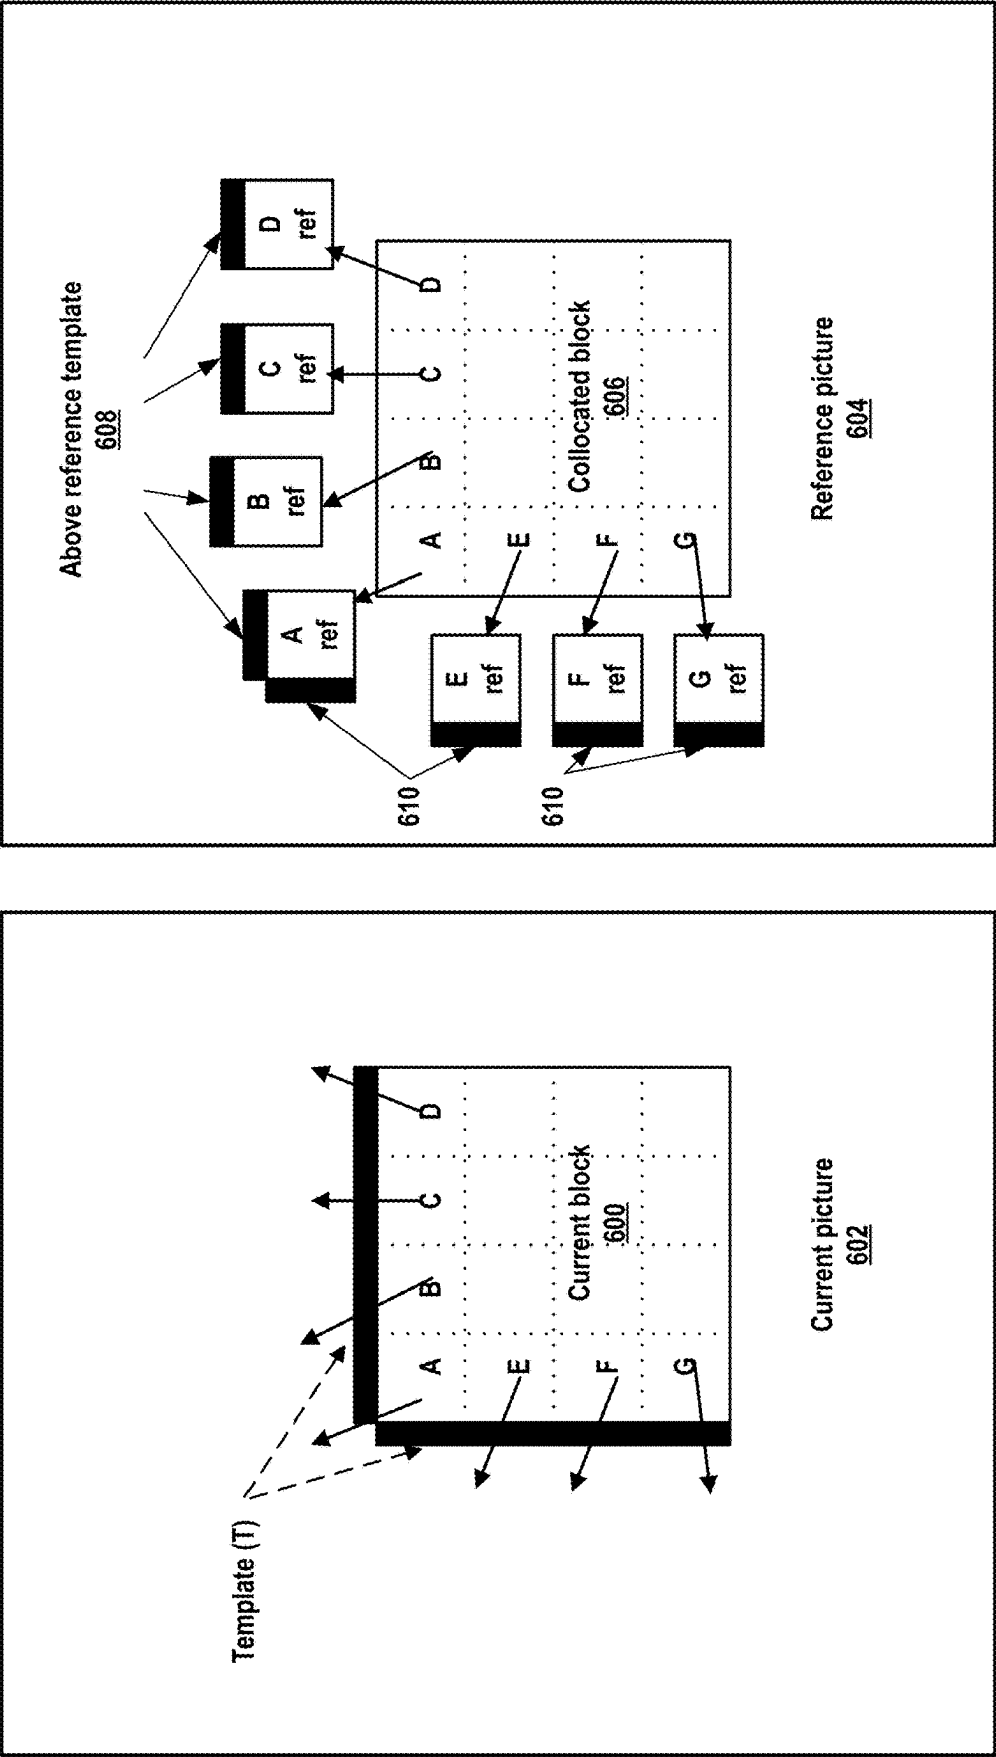 Template (T)
A
B
C
D
E
F
G
Current block
600
Current picture
602
Above reference template
608
A
ref
B
ref
C
ref
D
ref
610
E
ref
610
F
ref
G
ref
A
B
C
D
E
F
G
Collocated block
606
Reference picture
604